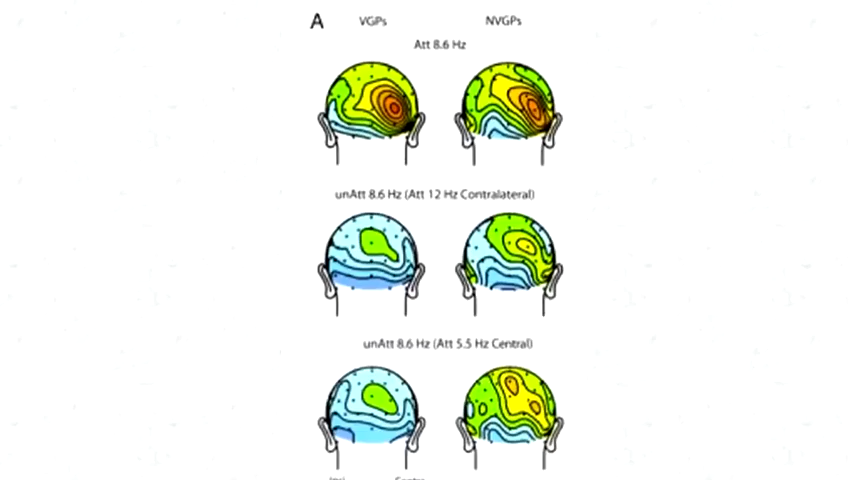 A VGPs NVGPs
Att 8.6 Hz
unAtt 8.6 Hz (Att 12 Hz Contralateral)
unAtt 8.6 Hz (Att 5.5 Hz Central)